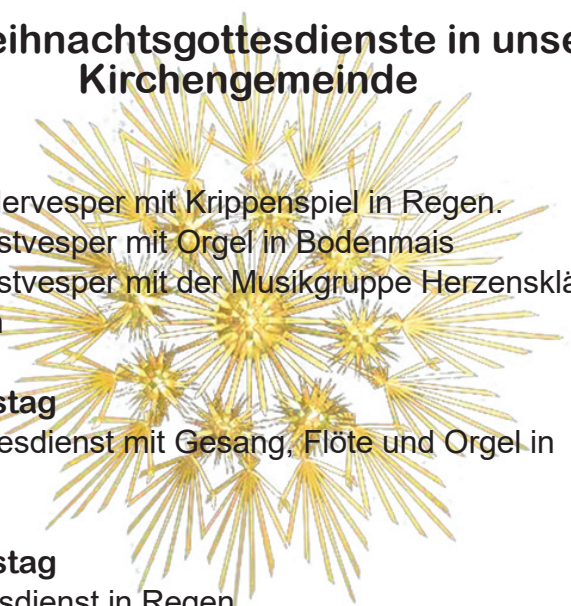 eihnachtsgottesdienste in unse
Kirchengemeinde
ervesper mit Krippenspiel in Regen.
stvesper mit Orgel in Bodenmais
stvesper mit der Musikgruppe Herzensklä
stag
esdienst mit Gesang, Flöte und Orgel in
stag
sdienst in Regen